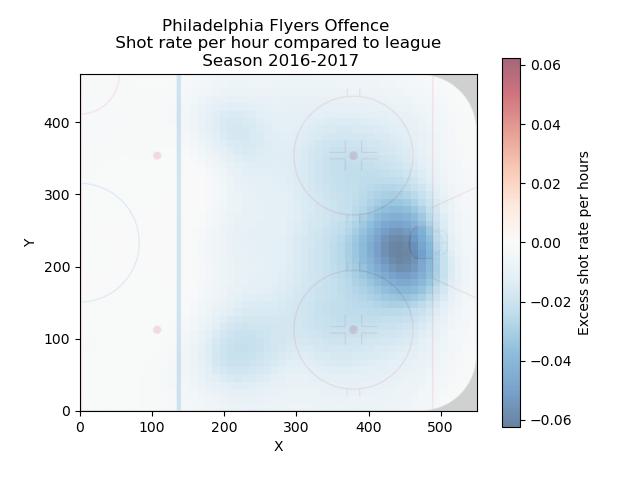 Philadelphia Flyers Offence
Shot rate per hour compared to league
Season 2016-2017
400
300
200
100
0
Y
0 100 200 300 400 500
X
0.06
0.04
0.02
0.00
−0.02
−0.04
−0.06
Excess shot rate per hours